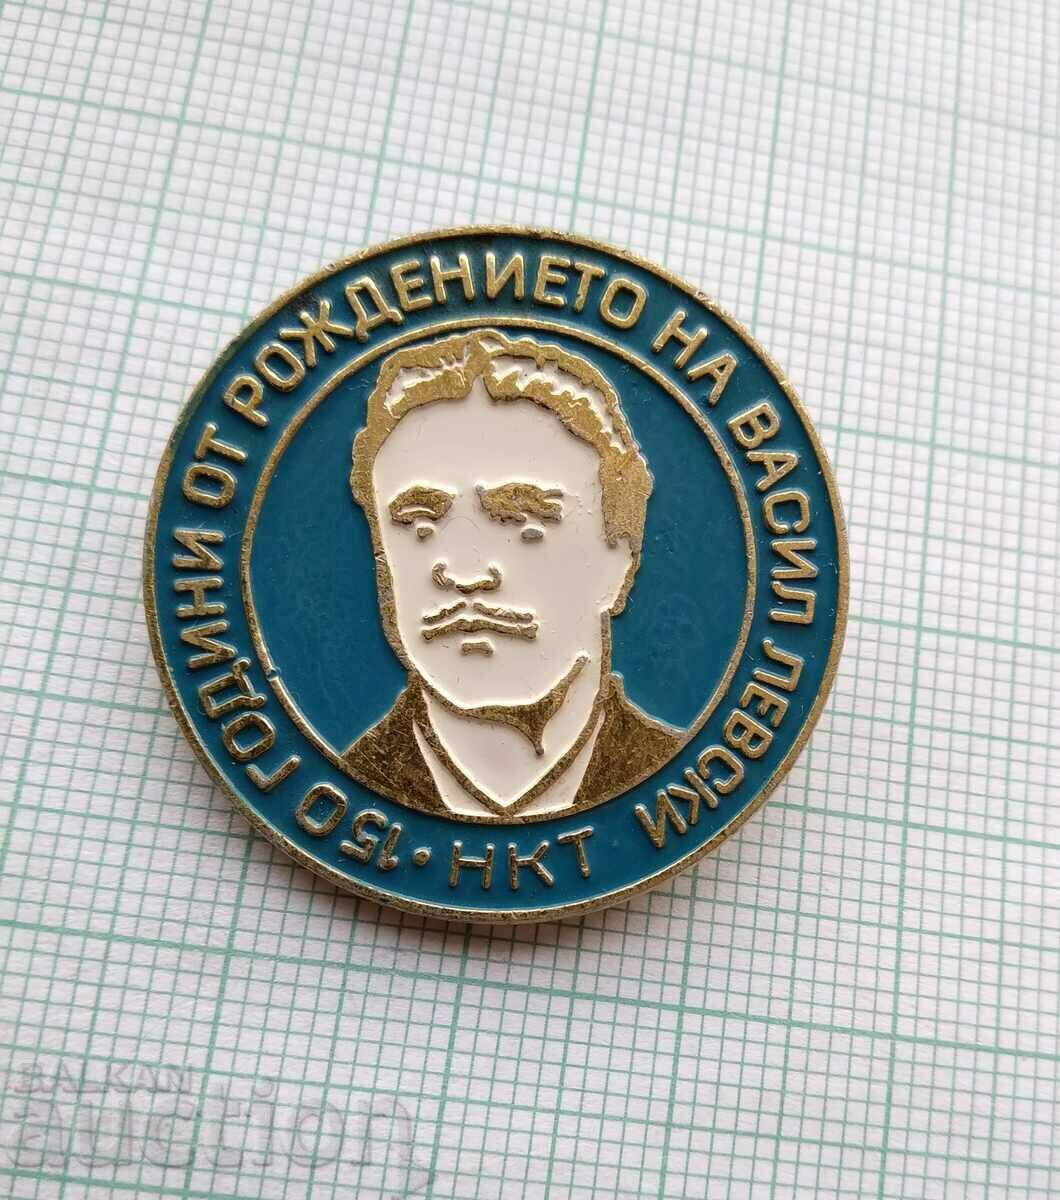 150 ГОДИНИ ОТ РОЖДЕНИЕТО НА ВАСИЛ ЛЕВСКИ
• НКТ
BALKAN
auction